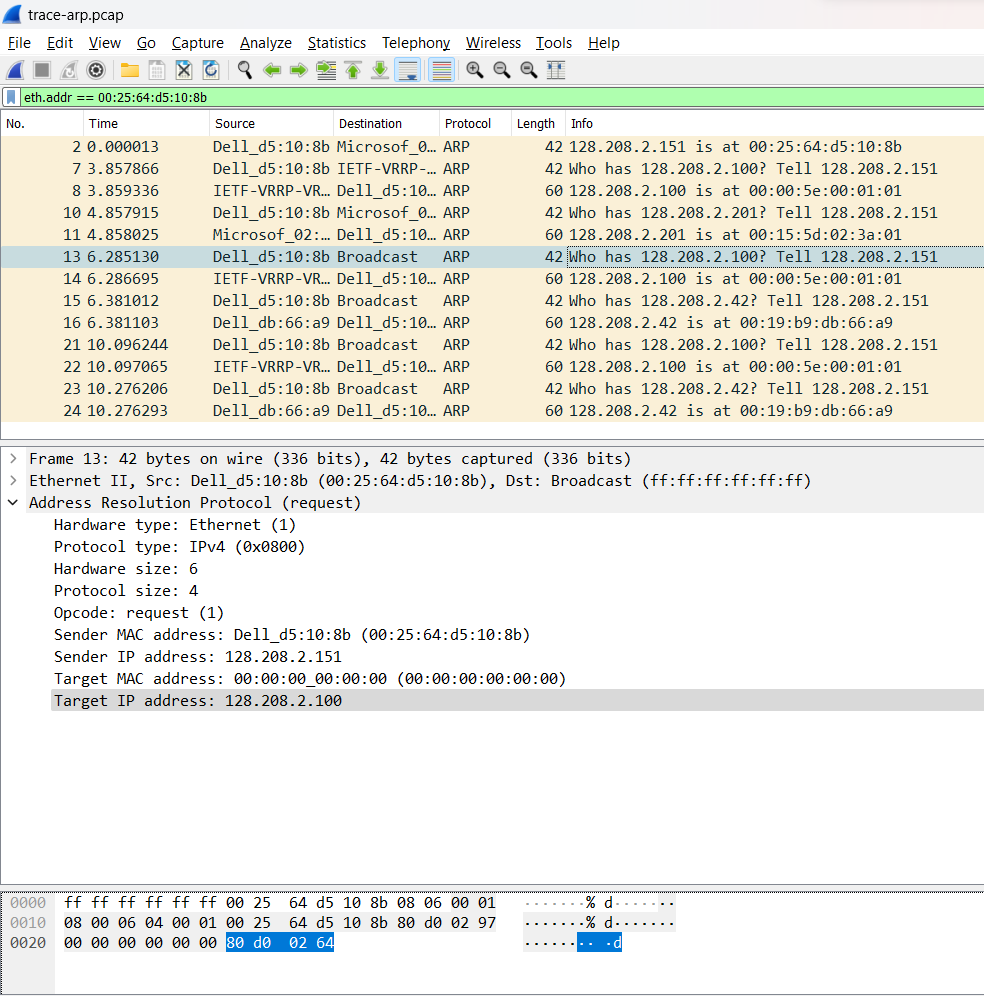 trace-arp.pcap
File Edit View Go Capture Analyze Statistics Telephony Wireless Tools Help
eth.addr == 00:25:64:d5:10:8b
No. Time Source Destination Protocol Length Info
2 0.000013 Dell_d5:10:8b Microsof_0… ARP 42 128.208.2.151 is at 00:25:64:d5:10:8b
7 3.857866 Dell_d5:10:8b IETF-VRRP-… ARP 42 Who has 128.208.2.100? Tell 128.208.2.151
8 3.859336 IETF-VRRP-VR… Dell_d5:10… ARP 60 128.208.2.100 is at 00:00:5e:00:01:01
10 4.857915 Dell_d5:10:8b Microsof_0… ARP 42 Who has 128.208.2.201? Tell 128.208.2.151
11 4.858025 Microsof_02:… Dell_d5:10… ARP 60 128.208.2.201 is at 00:15:5d:02:3a:01
13 6.285130 Dell_d5:10:8b Broadcast ARP 42 Who has 128.208.2.100? Tell 128.208.2.151
14 6.286695 IETF-VRRP-VR… Dell_d5:10… ARP 60 128.208.2.100 is at 00:00:5e:00:01:01
15 6.381012 Dell_d5:10:8b Broadcast ARP 42 Who has 128.208.2.42? Tell 128.208.2.151
16 6.381103 Dell_db:66:a9 Dell_d5:10… ARP 60 128.208.2.42 is at 00:19:b9:db:66:a9
21 10.096244 Dell_d5:10:8b Broadcast ARP 42 Who has 128.208.2.100? Tell 128.208.2.151
22 10.097065 IETF-VRRP-VR… Dell_d5:10… ARP 60 128.208.2.100 is at 00:00:5e:00:01:01
23 10.276206 Dell_d5:10:8b Broadcast ARP 42 Who has 128.208.2.42? Tell 128.208.2.151
24 10.276293 Dell_db:66:a9 Dell_d5:10… ARP 60 128.208.2.42 is at 00:19:b9:db:66:a9
Frame 13: 42 bytes on wire (336 bits), 42 bytes captured (336 bits)
Ethernet II, Src: Dell_d5:10:8b (00:25:64:d5:10:8b), Dst: Broadcast (ff:ff:ff:ff:ff:ff)
Address Resolution Protocol (request)
Hardware type: Ethernet (1)
Protocol type: IPv4 (0x0800)
Hardware size: 6
Protocol size: 4
Opcode: request (1)
Sender MAC address: Dell_d5:10:8b (00:25:64:d5:10:8b)
Sender IP address: 128.208.2.151
Target MAC address: 00:00:00_00:00:00 (00:00:00:00:00:00)
Target IP address: 128.208.2.100
0000 ff ff ff ff ff ff 00 25 64 d5 10 8b 08 06 00 01 ·······% d·······
0010 08 00 06 04 00 01 00 25 64 d5 10 8b 80 d0 02 97 ·······% d·······
0020 00 00 00 00 00 00 80 d0 02 64 ········ ·d